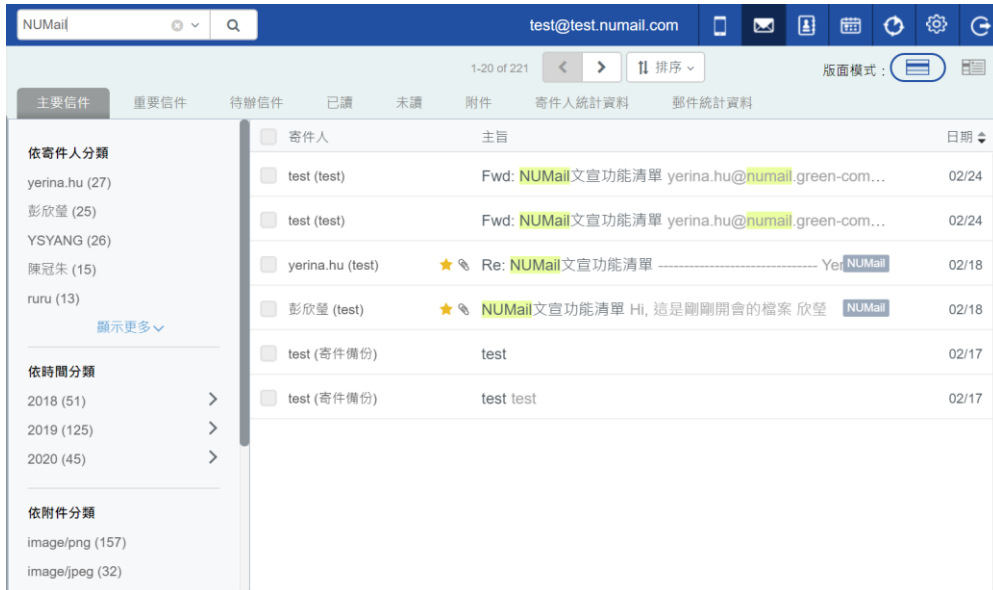 NUMail
test@test.numail.com
1-20 of 221
排序
版面模式：
主要信件 重要信件 待辦信件 已讀 未讀 附件 寄件人統計資料 郵件統計資料
寄件人 主旨 日期
依寄件人分類
yerina.hu (27)
彭欣瑩 (25)
YSYANG (26)
陳冠朱 (15)
ruru (13)
顯示更多
依時間分類
2018 (51)
2019 (125)
2020 (45)
依附件分類
image/png (157)
image/jpeg (32)
test (test) Fwd: NUMail文宣功能清單 yerina.hu@numail.green-com… 02/24
test (test) Fwd: NUMail文宣功能清單 yerina.hu@numail.green-com… 02/24
yerina.hu (test) Re: NUMail文宣功能清單 -------------------------------- Yer NUMail 02/18
彭欣瑩 (test) NUMail文宣功能清單 Hi, 這是剛剛開會的檔案 欣瑩 NUMail 02/18
test (寄件備份) test 02/17
test (寄件備份) test test 02/17